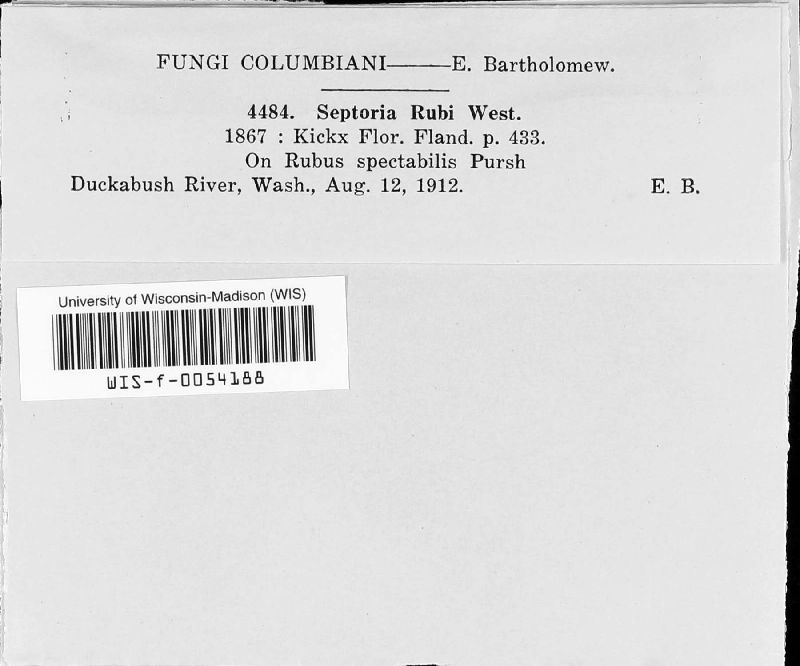 FUNGI COLUMBIANI——E. Bartholomew.
4484. Septoria Rubi West.
1867 : Kickx Flor. Fland. p. 433.
On Rubus spectabilis Pursh
Duckabush River, Wash., Aug. 12, 1912. E. B.
University of Wisconsin-Madison (WIS)
WIS-f-0054188